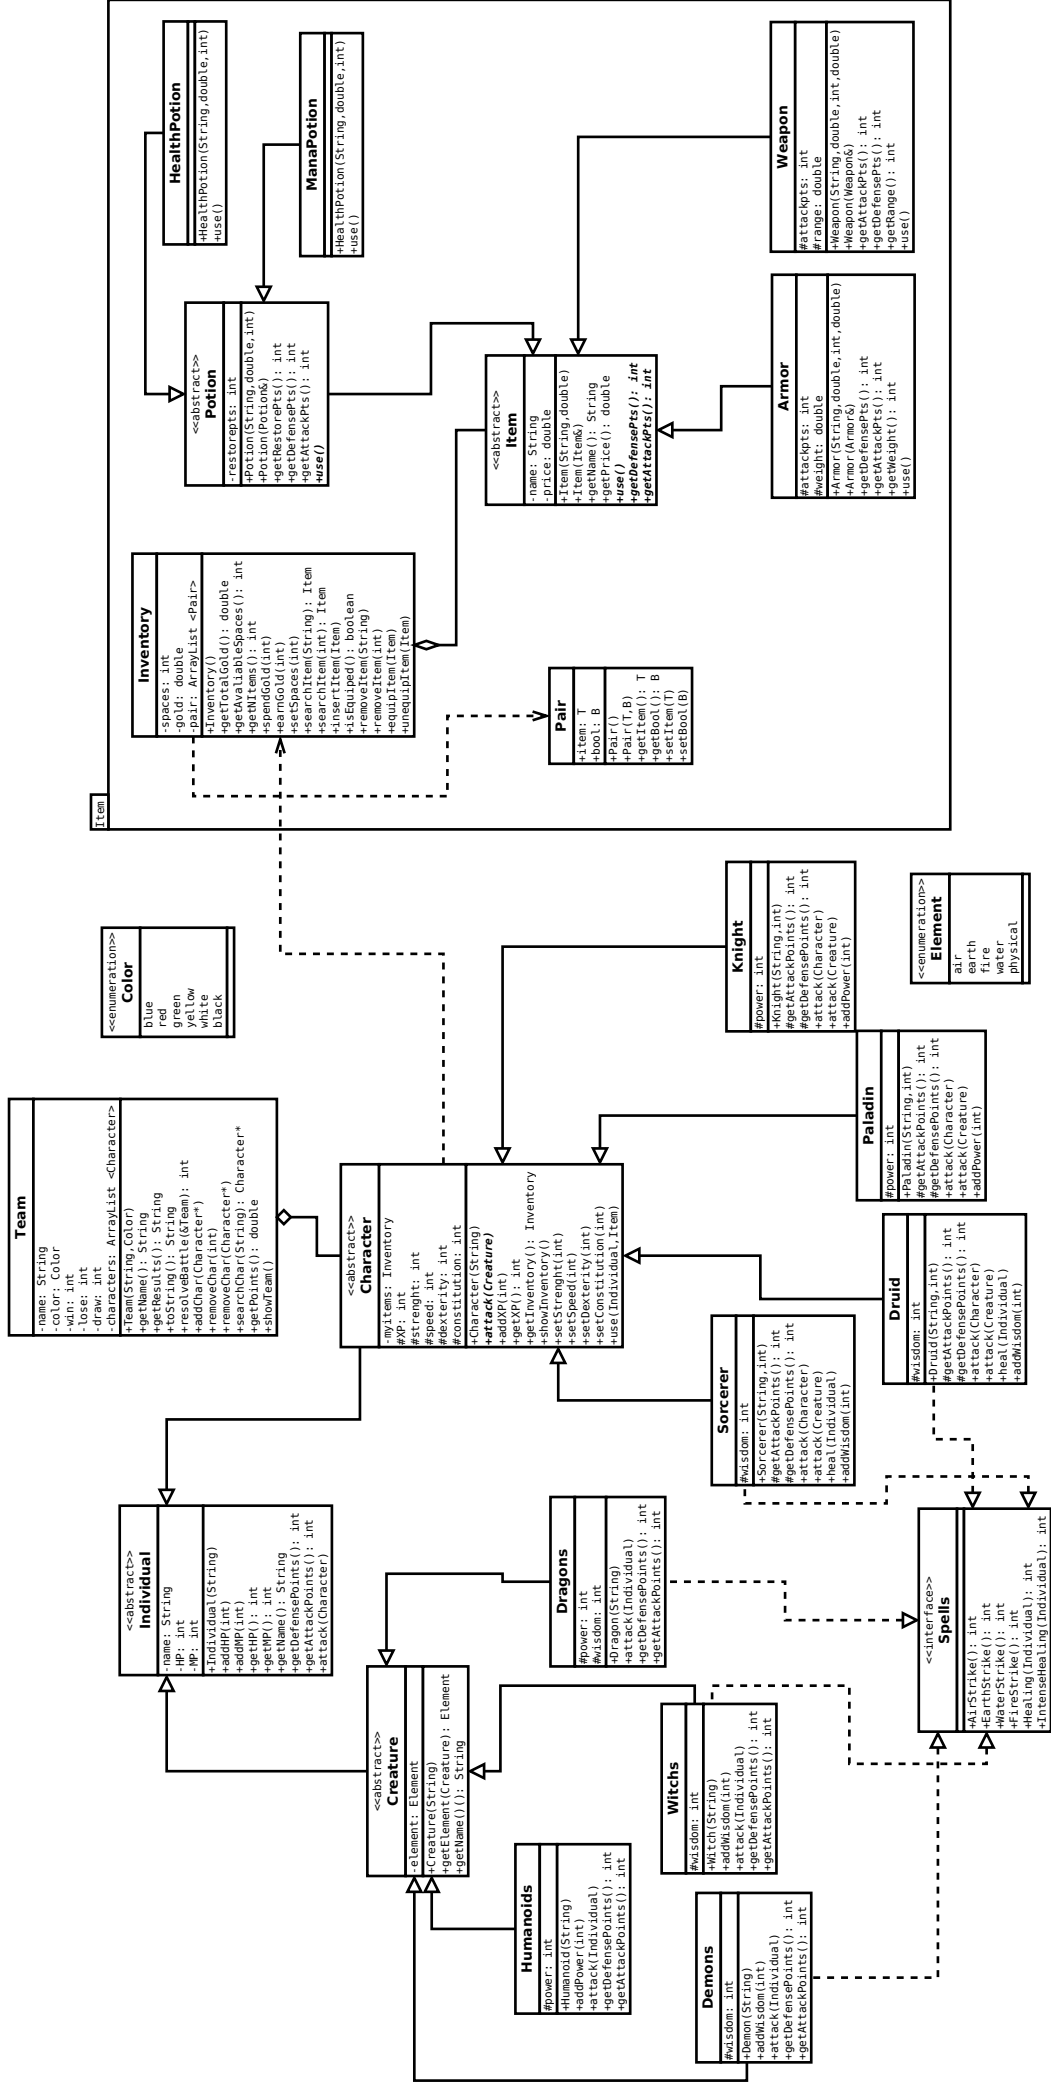 Team
-name: String
-color: Color
-win: int
-lose: int
-draw: int
-characters: ArrayList <Character>
+Team(String,Color)
+getName(): String
+getResults(): String
+toString(): String
+resolveBattle(&Team): int
+addChar(Character*)
+removeChar(int)
+removeChar(Character*)
+searchChar(String): Character*
+getPoints(): double
+showTeam()
Item
<<enumeration>>
Color
blue
red
green
yellow
white
black
<<abstract>>
Individual
-name: String
-HP: int
-MP: int
+Individual(String)
+addHP(int)
+addMP(int)
+getHP(): int
+getMP(): int
+getName(): String
+getDefensePoints(): int
+getAttackPoints(): int
+attack(Character)
Inventory
-spaces: int
-gold: double
-pair: ArrayList <Pair>
+Inventory()
+getTotalGold(): double
+getAvaliableSpaces(): int
+getNItems(): int
+spendGold(int)
+earnGold(int)
+setSpaces(int)
+searchItem(String): Item
+searchItem(int): Item
+insertItem(Item)
+isEquiped(): boolean
+removeItem(String)
+removeItem(int)
+equipItem(Item)
+unequipItem(Item)
HealthPotion
+HealthPotion(String,double,int)
+use()
<<abstract>>
Potion
-restorepts: int
+Potion(String,double,int)
+Potion(Potion&)
+getRestorePts(): int
+getDefensePts(): int
+getAttackPts(): int
+use()
ManaPotion
+HealthPotion(String,double,int)
+use()
<<abstract>>
Character
-myitems: Inventory
#XP: int
#strenght: int
#speed: int
#dexterity: int
#constitution: int
+Character(String)
+attack(Creature)
+addXP(int)
+getXP(): int
+getInventory(): Inventory
+showInventory()
+setStrenght(int)
+setSpeed(int)
+setDexterity(int)
+setConstitution(int)
+use(Individual,Item)
<<abstract>>
Creature
-element: Element
+Creature(String)
+getElement(Creature): Element
+getName()(): String
<<abstract>>
Item
-name: String
-price: double
+Item(String,double)
+Item(Item&)
+getName(): String
+getPrice(): double
+use()
+getDefensePts(): int
+getAttackPts(): int
Humanoids
#power: int
+Humanoid(String)
+addPower(int)
+attack(Individual)
+getDefensePoints(): int
+getAttackPoints(): int
Dragons
#power: int
#wisdom: int
+Dragon(String)
+attack(Individual)
+getDefensePoints(): int
+getAttackPoints(): int
Pair
+item: T
+bool: B
+Pair()
+Pair(T,B)
+getItem(): T
+getBool(): B
+setItem(T)
+setBool(B)
Witchs
#wisdom: int
+Witch(String)
+addWisdom(int)
+attack(Individual)
+getDefensePoints(): int
+getAttackPoints(): int
Demons
#wisdom: int
+Demon(String)
+addWisdom(int)
+attack(Individual)
+getDefensePoints(): int
+getAttackPoints(): int
Sorcerer
#wisdom: int
+Sorcerer(String,int)
#getAttackPoints(): int
#getDefensePoints(): int
+attack(Character)
+attack(Creature)
+heal(Individual)
+addWisdom(int)
Knight
#power: int
+Knight(String,int)
#getAttackPoints(): int
#getDefensePoints(): int
+attack(Character)
+attack(Creature)
+addPower(int)
Armor
#attackpts: int
#weight: double
+Armor(String,double,int,double)
+Armor(Armor&)
+getDefensePts(): int
+getAttackPts(): int
+getWeight(): int
+use()
Weapon
#attackpts: int
#range: double
+Weapon(String,double,int,double)
+Weapon(Weapon&)
+getAttackPts(): int
+getDefensePts(): int
+getRange(): int
+use()
Paladin
#power: int
+Paladin(String,int)
#getAttackPoints(): int
#getDefensePoints(): int
+attack(Character)
+attack(Creature)
+addPower(int)
Druid
#wisdom: int
+Druid(String,int)
#getAttackPoints(): int
#getDefensePoints(): int
+attack(Character)
+attack(Creature)
+heal(Individual)
+addWisdom(int)
<<enumeration>>
Element
air
earth
fire
water
physical
<<interface>>
Spells
+AirStrike(): int
+EarthStrike(): int
+WaterStrike(): int
+FireStrike(): int
+Healing(Individual): int
+IntenseHealing(Individual): int